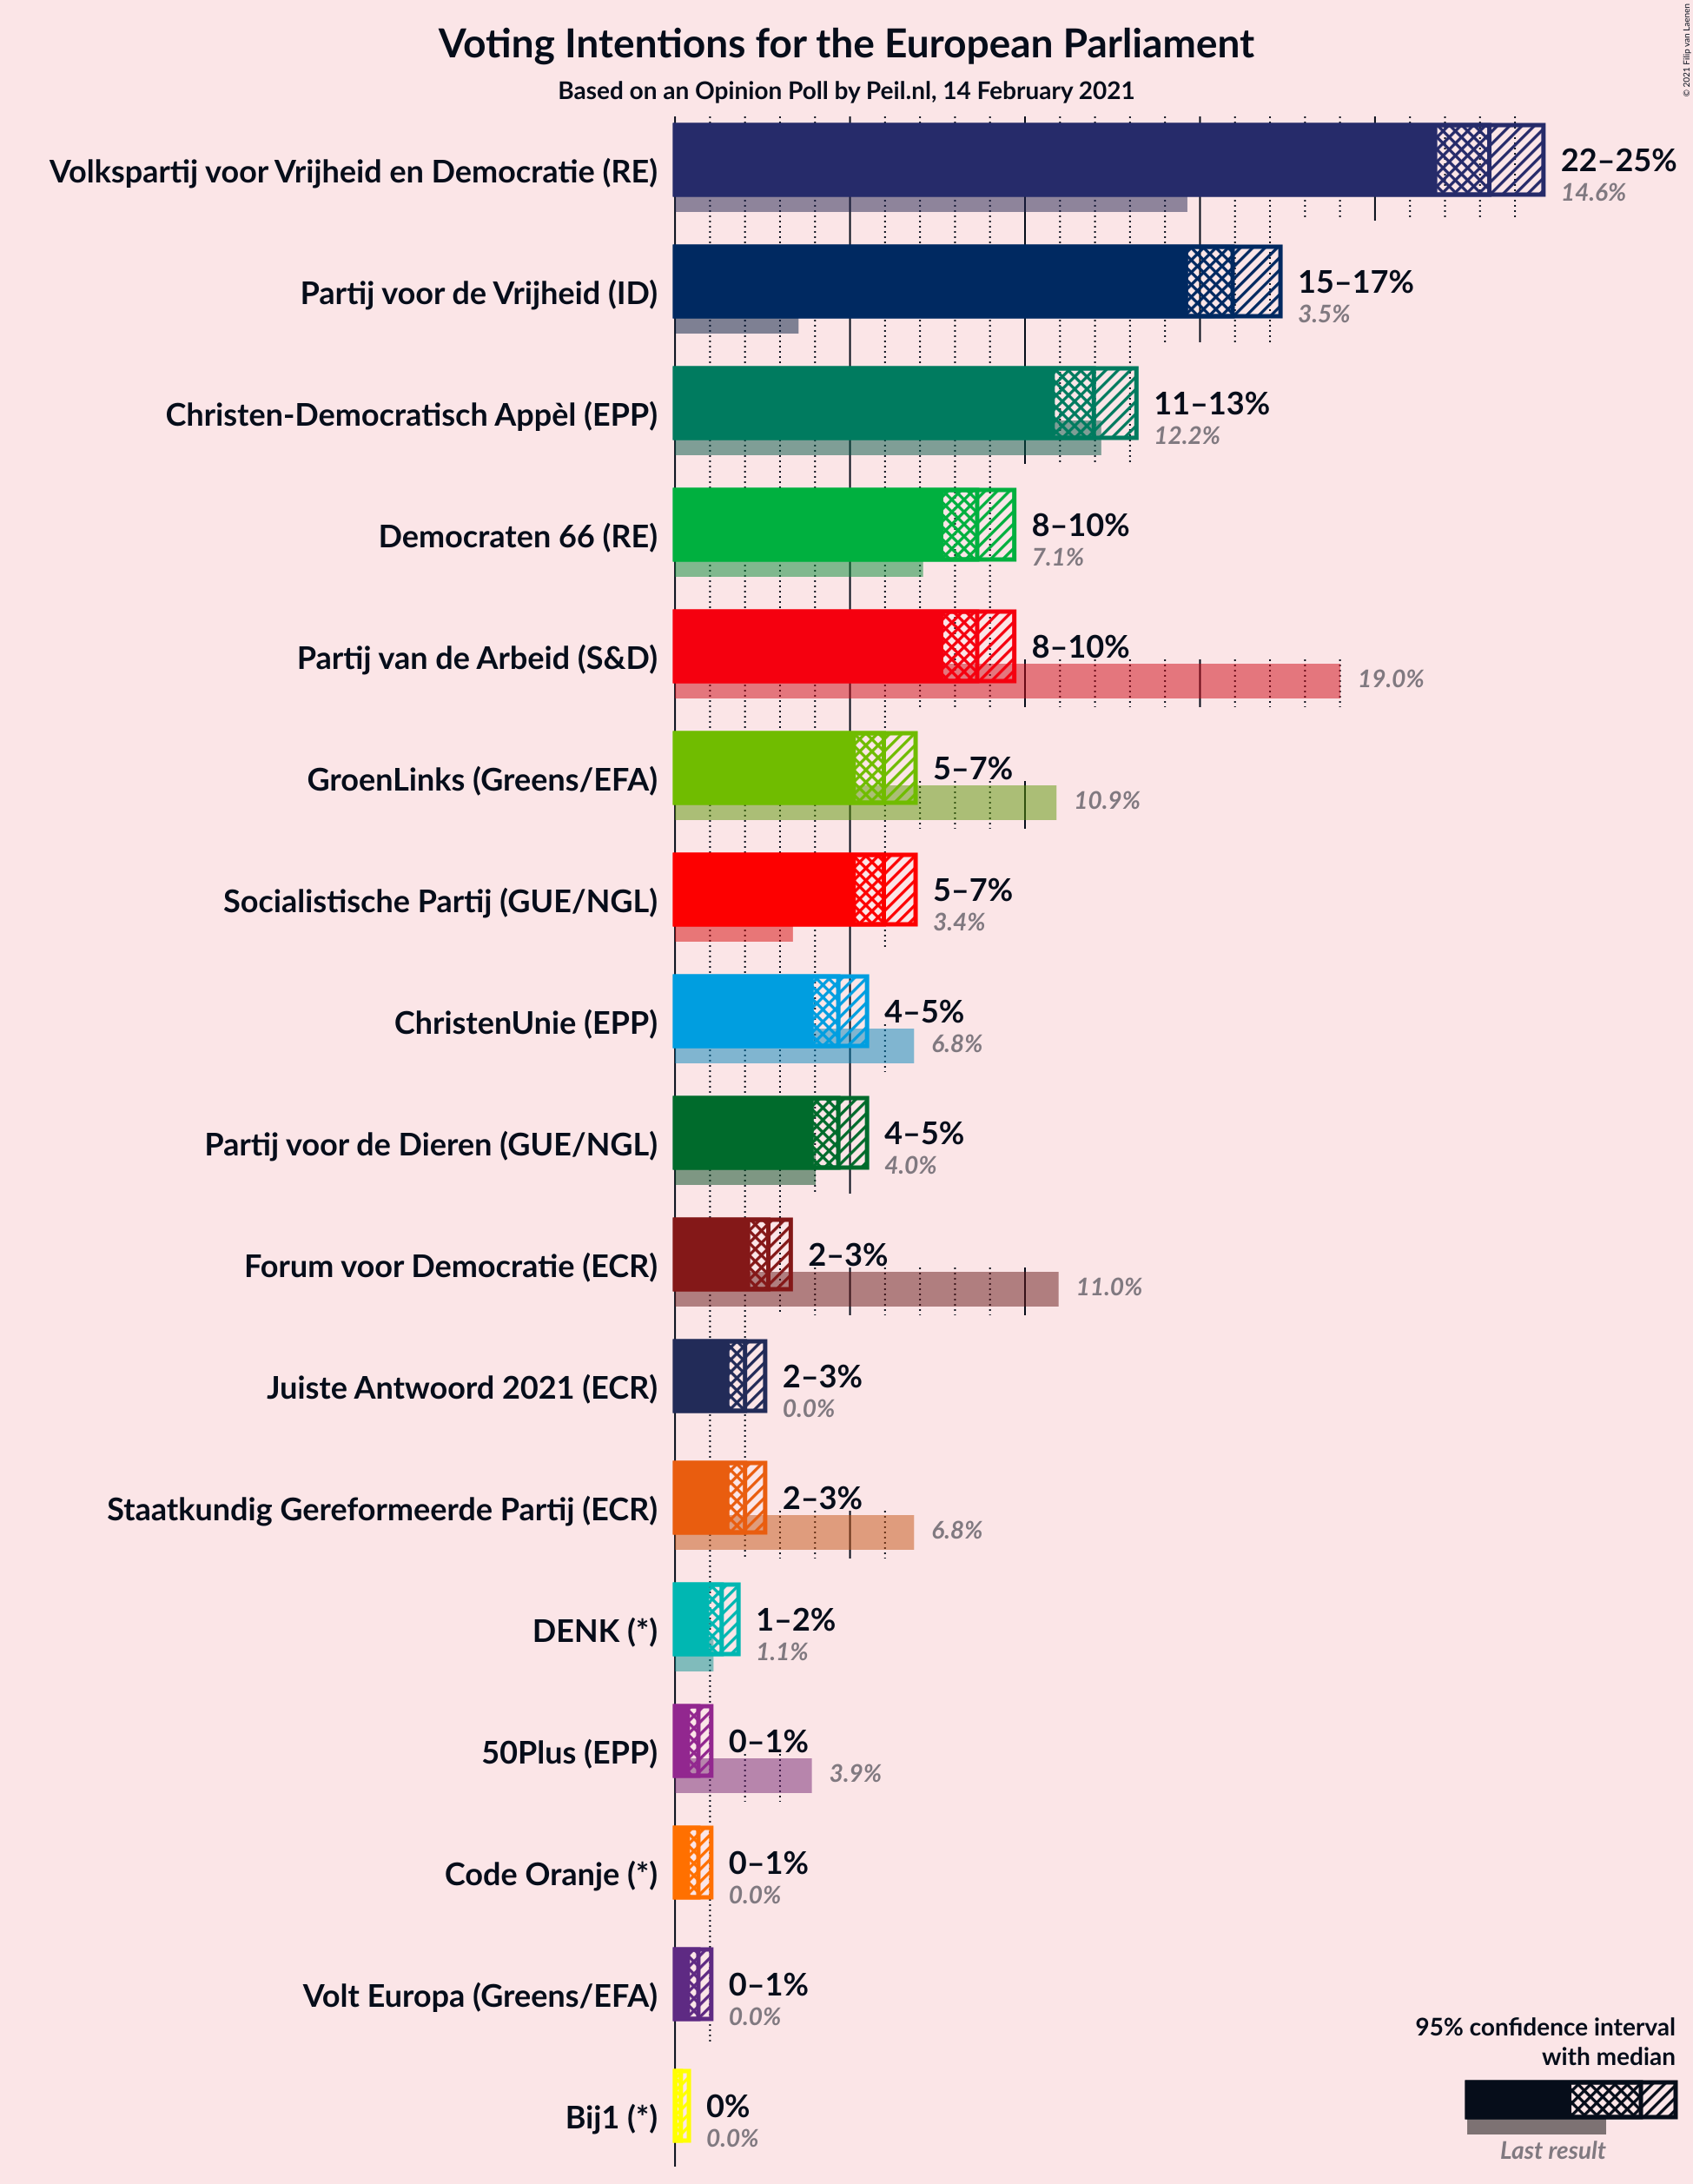 Voting Intentions for the European Parliament
Based on an Opinion Poll by Peil.nl, 14 February 2021
© 2021 Filip van Laenen
Volkspartij voor Vrijheid en Democratie (RE)
22–25%
14.6%
Partij voor de Vrijheid (ID)
15–17%
3.5%
Christen-Democratisch Appèl (EPP)
11–13%
12.2%
Democraten 66 (RE)
8–10%
7.1%
Partij van de Arbeid (S&D)
8–10%
19.0%
GroenLinks (Greens/EFA)
5–7%
10.9%
Socialistische Partij (GUE/NGL)
5–7%
3.4%
ChristenUnie (EPP)
4–5%
6.8%
Partij voor de Dieren (GUE/NGL)
4–5%
4.0%
Forum voor Democratie (ECR)
2–3%
11.0%
Juiste Antwoord 2021 (ECR)
2–3%
0.0%
Staatkundig Gereformeerde Partij (ECR)
2–3%
6.8%
DENK (*)
1–2%
1.1%
50Plus (EPP)
0–1%
3.9%
Code Oranje (*)
0–1%
0.0%
Volt Europa (Greens/EFA)
0–1%
0.0%
Bij1 (*)
0%
0.0%
95% confidence interval
with median
Last result